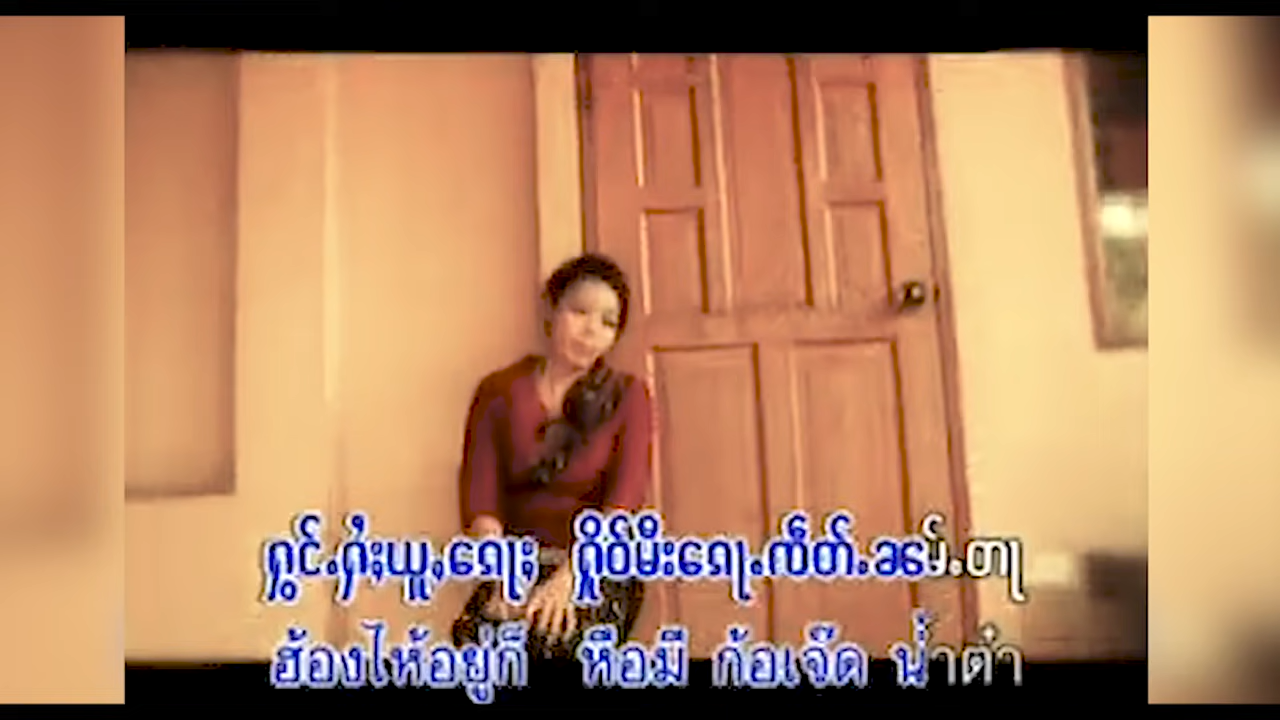 ႁွင်ႉႁႆႈယူႇၵေႃႈ ႁိုဝ်မီးၵေႃႉၸဵတ်ႉၼမ်ႉတႃ
ฮ้องไห้อยู่ก็ หือมี ก้อเจ๊ด น้ำต๋า